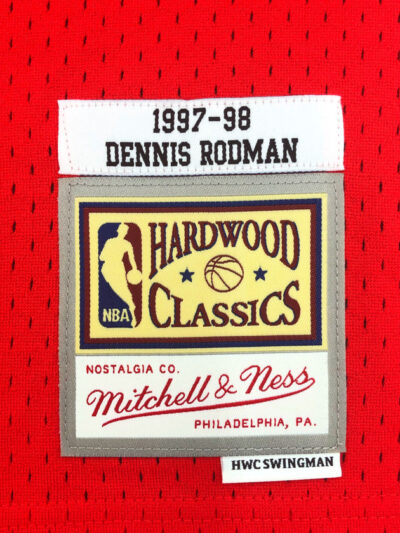 1997-98
DENNIS RODMAN
HARDWOOD
CLASSICS
NBA
NOSTALGIA CO.
Mitchell & Ness
PHILADELPHIA, PA.
HWC SWINGMAN